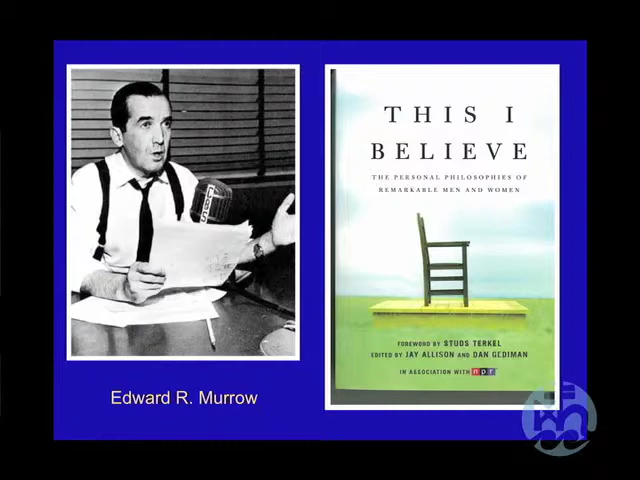 CBS
Edward R. Murrow
THIS I
BELIEVE
THE PERSONAL PHILOSOPHIES OF
REMARKABLE MEN AND WOMEN
FOREWORD BY STUDS TERKEL
EDITED BY JAY ALLISON AND DAN GEDIMAN
IN ASSOCIATION WITH npr